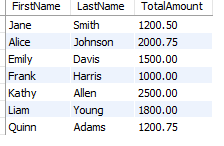 FirstName LastName TotalAmount
Jane Smith 1200.50
Alice Johnson 2000.75
Emily Davis 1500.00
Frank Harris 1000.00
Kathy Allen 2500.00
Liam Young 1800.00
Quinn Adams 1200.75